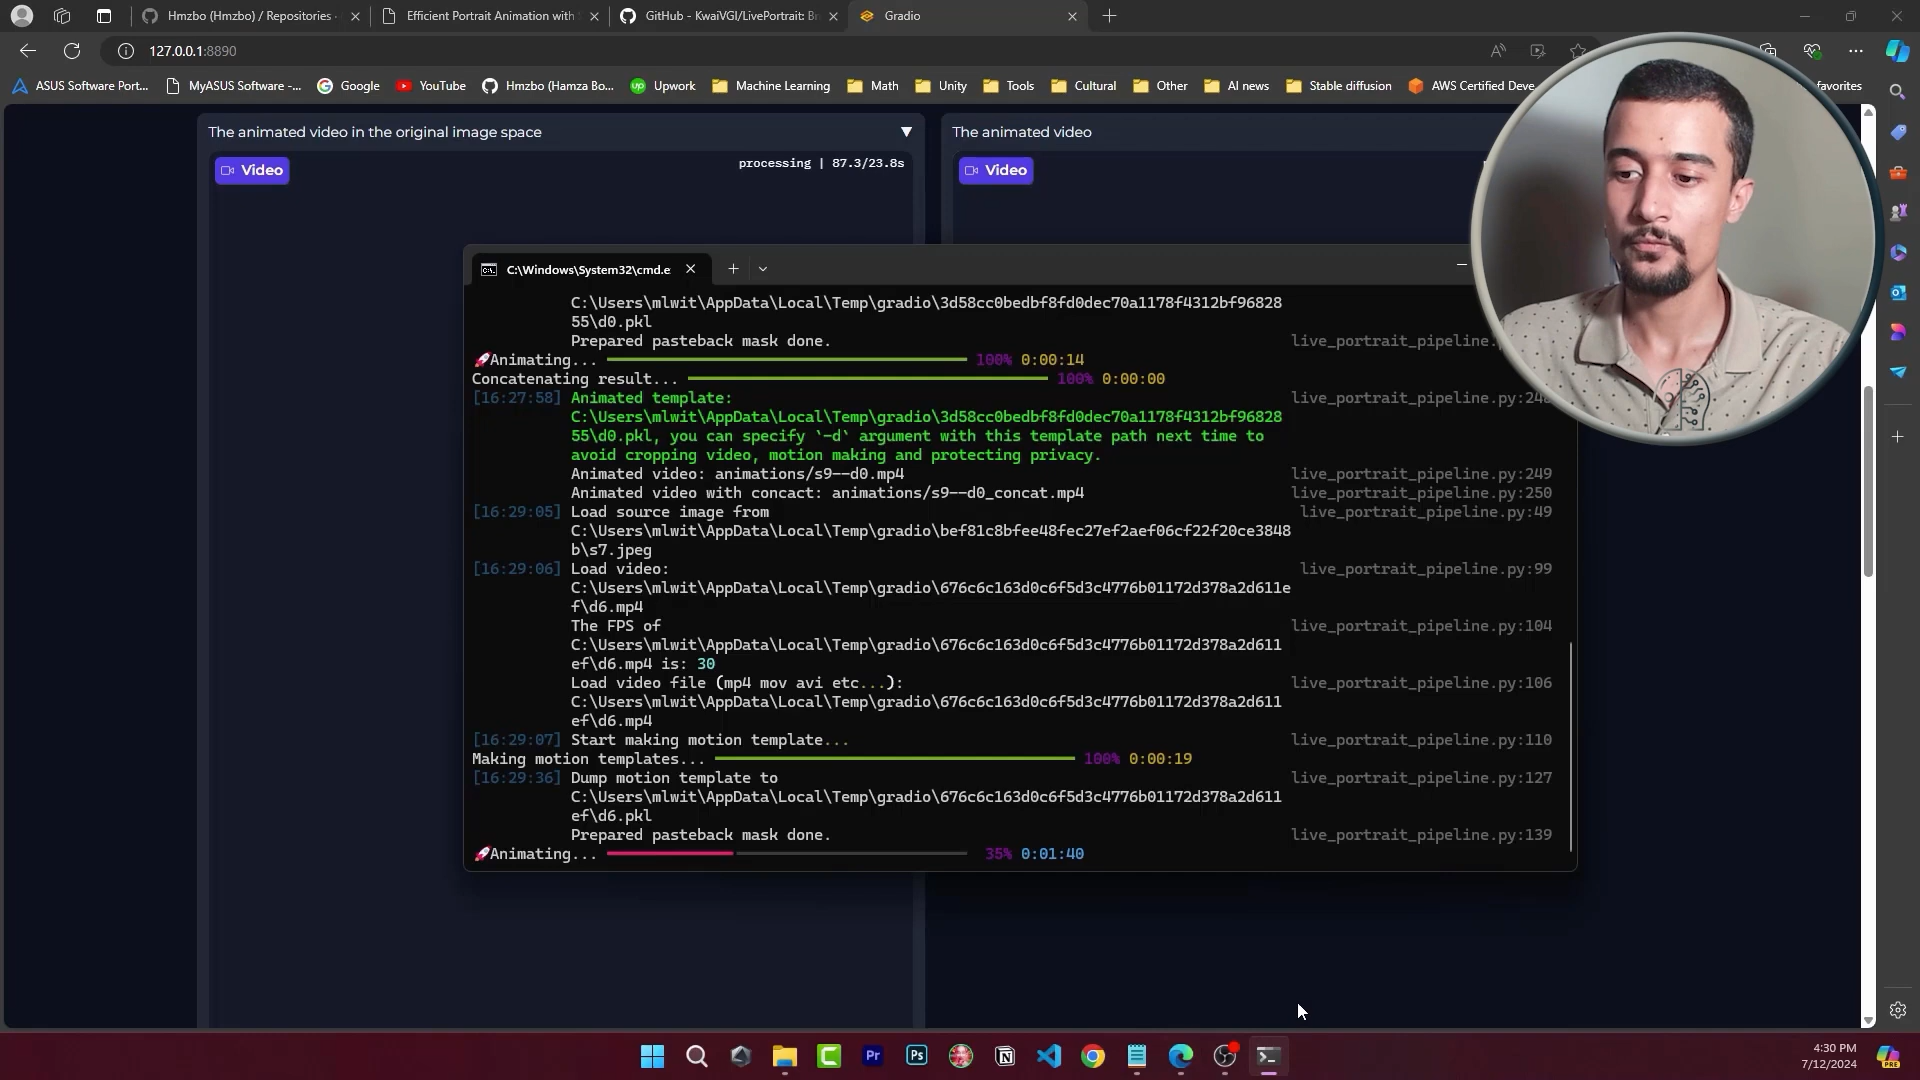 Hmzbo (Hmzbo) / Repositories
Efficient Portrait Animation with
GitHub - KwaiVGI/LivePortrait: B
Gradio
127.0.0.1:8890
ASUS Software Port...
MyASUS Software -...
Google
YouTube
Hmzbo (Hamza Bo...
Upwork
Machine Learning
Math
Unity
Tools
Cultural
Other
AI news
Stable diffusion
AWS Certified Deve
favorites
The animated video in the original image space
The animated video
Video
processing | 87.3/23.8s
Video
C:\Windows\System32\cmd.e
C:\Users\mlwit\AppData\Local\Temp\gradio\3d58cc0bedbf8fd0dec70a1178f4312bf96828
55\d0.pkl
Prepared pasteback mask done. live_portrait_pipeline.
Animating... 100% 0:00:14
Concatenating result... 100% 0:00:00
[16:27:58] Animated template: live_portrait_pipeline.py:248
C:\Users\mlwit\AppData\Local\Temp\gradio\3d58cc0bedbf8fd0dec70a1178f4312bf96828
55\d0.pkl, you can specify `-d` argument with this template path next time to
avoid cropping video, motion making and protecting privacy.
Animated video: animations/s9--d0.mp4 live_portrait_pipeline.py:249
Animated video with concact: animations/s9--d0_concat.mp4 live_portrait_pipeline.py:250
[16:29:05] Load source image from live_portrait_pipeline.py:49
C:\Users\mlwit\AppData\Local\Temp\gradio\bef81c8bfee48fec27ef2aef06cf22f20ce3848
b\s7.jpeg
[16:29:06] Load video: live_portrait_pipeline.py:99
C:\Users\mlwit\AppData\Local\Temp\gradio\676c6c163d0c6f5d3c4776b01172d378a2d611e
f\d6.mp4
The FPS of live_portrait_pipeline.py:104
C:\Users\mlwit\AppData\Local\Temp\gradio\676c6c163d0c6f5d3c4776b01172d378a2d611
ef\d6.mp4 is: 30
Load video file (mp4 mov avi etc...): live_portrait_pipeline.py:106
C:\Users\mlwit\AppData\Local\Temp\gradio\676c6c163d0c6f5d3c4776b01172d378a2d611
ef\d6.mp4
[16:29:07] Start making motion template... live_portrait_pipeline.py:110
Making motion templates... 100% 0:00:19
[16:29:36] Dump motion template to live_portrait_pipeline.py:127
C:\Users\mlwit\AppData\Local\Temp\gradio\676c6c163d0c6f5d3c4776b01172d378a2d611
ef\d6.pkl
Prepared pasteback mask done. live_portrait_pipeline.py:139
Animating... 35% 0:01:40
Pr
Ps
4:30 PM
7/12/2024